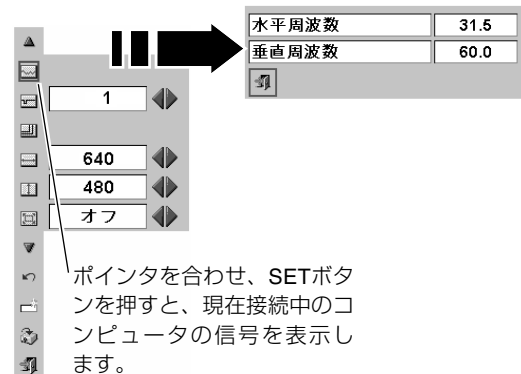 水平周波数 31.5
垂直周波数 60.0
1
640
480
オフ
ポインタを合わせ、SETボタ
ンを押すと、現在接続中のコ
ンピュータの信号を表示し
ます。